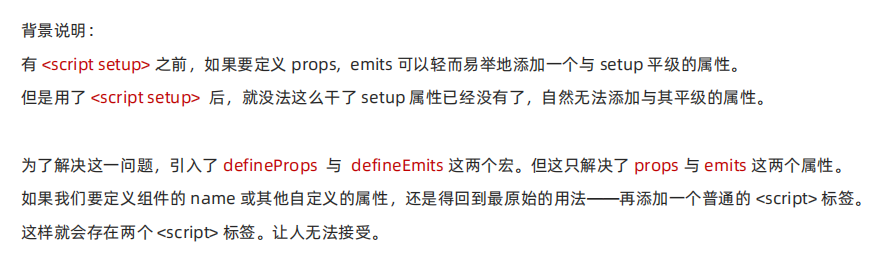 背景说明：
有 <script setup> 之前，如果要定义 props, emits 可以轻而易举地添加一个与 setup 平级的属性。
但是用了 <script setup> 后，就没法这么干了 setup 属性已经没有了，自然无法添加与其平级的属性。
为了解决这一问题，引入了 defineProps 与 defineEmits 这两个宏。但这只解决了 props 与 emits 这两个属性。
如果我们要定义组件的 name 或其他自定义的属性，还是得回到最原始的用法——再添加一个普通的 <script> 标签。
这样就会存在两个 <script> 标签。让人无法接受。